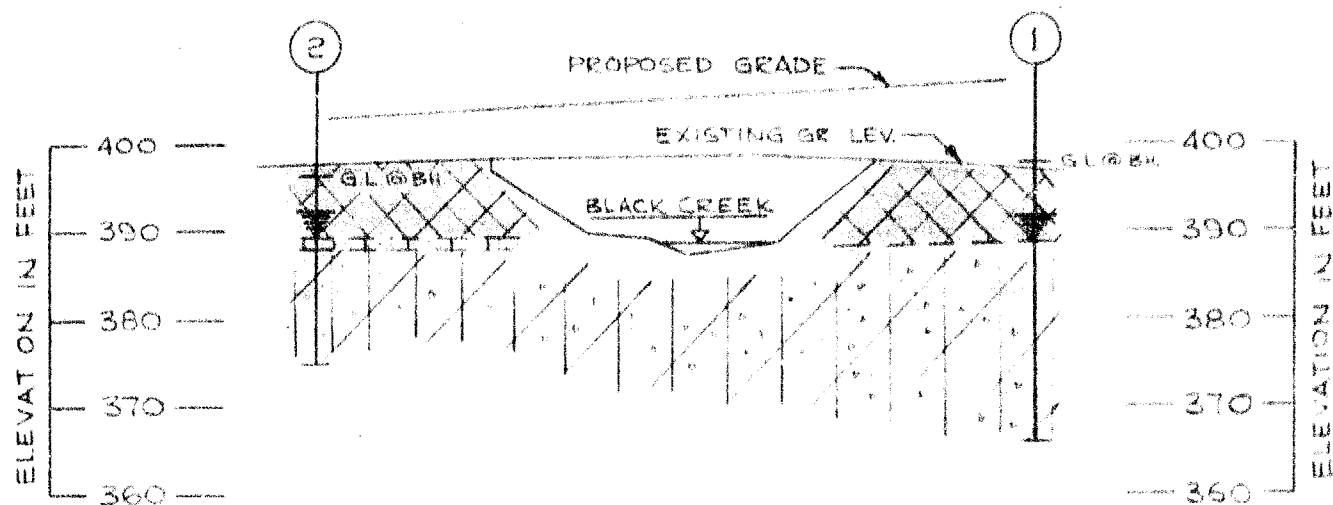 2
1
PROPOSED GRADE
EXISTING GR LEV.
400
400
G.L @ BH
G.L @ BH
BLACK CREEK
390
390
380
380
370
370
360
360
ELEVATION IN FEET
ELEVATION IN FEET